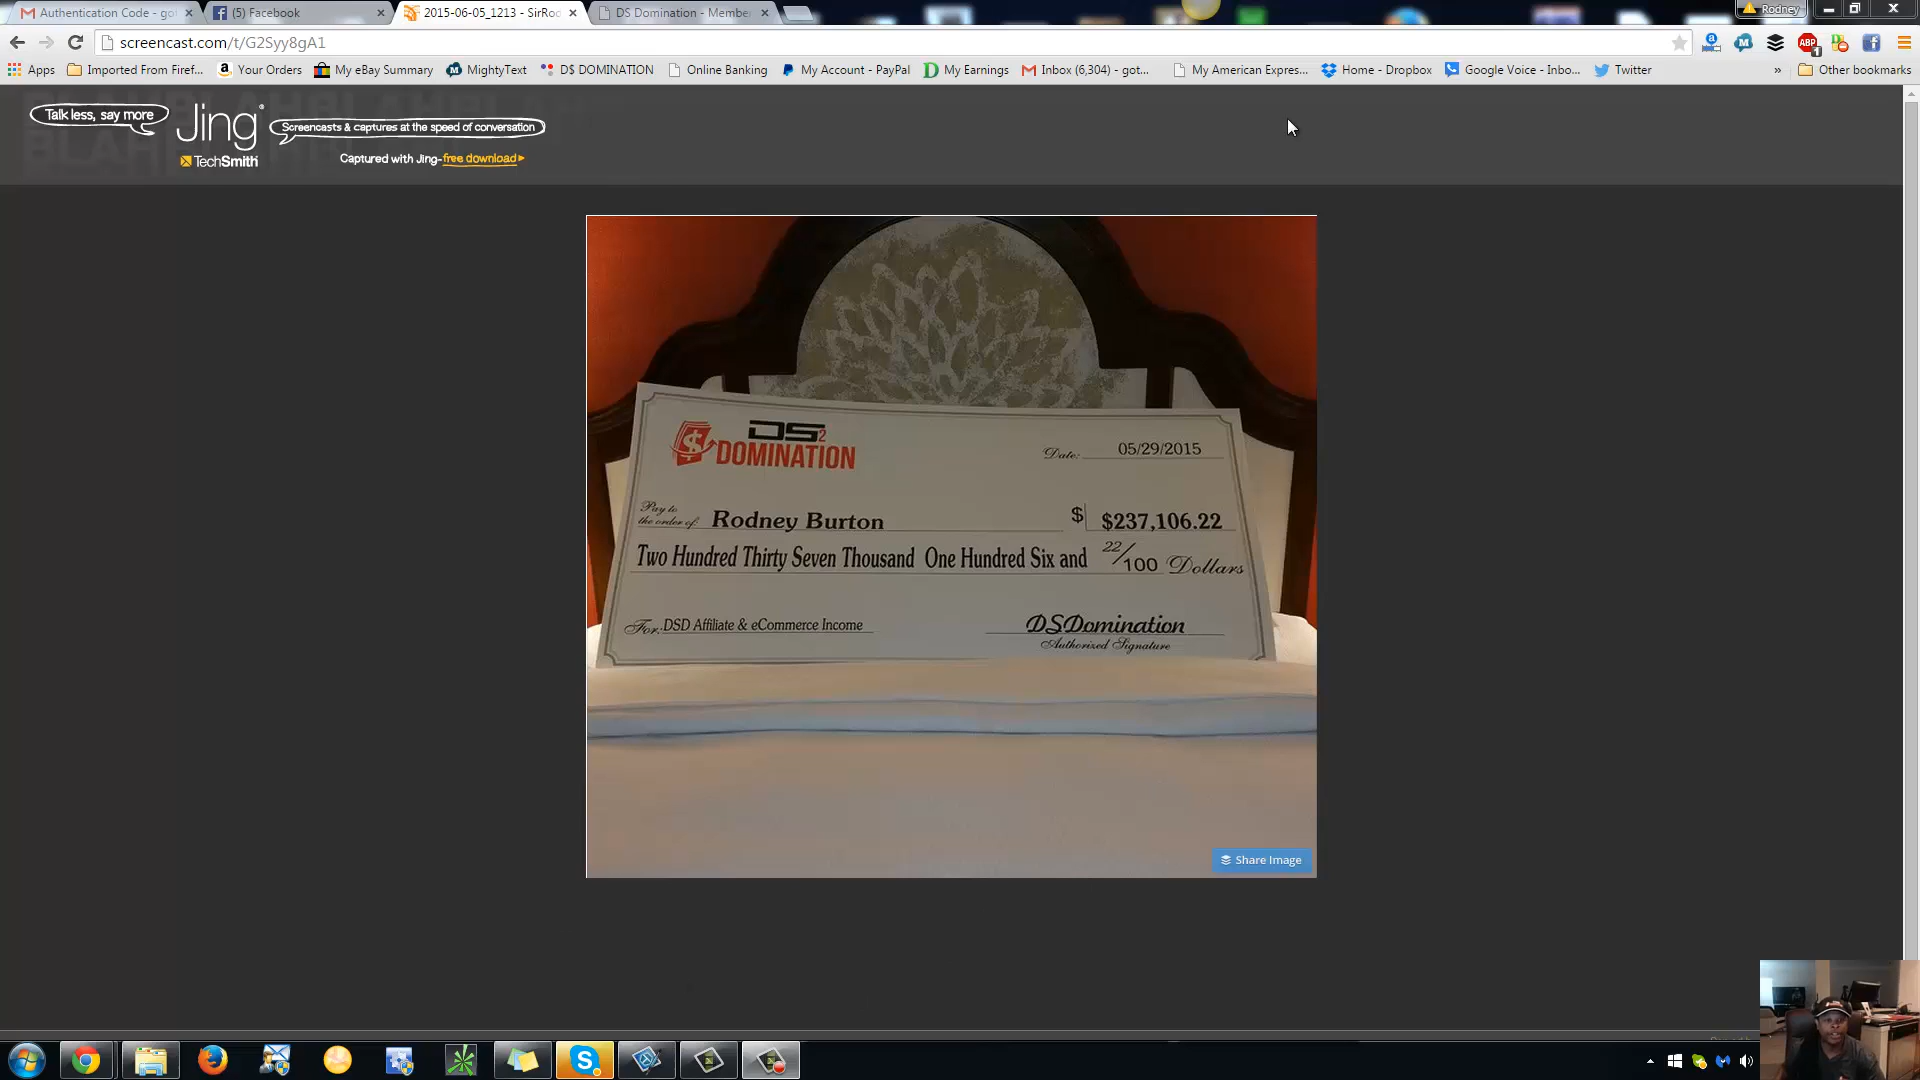 Authentication Code - got
(5) Facebook
2015-06-05_1213 - SirRod
DS Domination - Membe
Rodney
screencast.com/t/G2Syy8gA1
Apps
Imported From Firef...
Your Orders
My eBay Summary
MightyText
D$ DOMINATION
Online Banking
My Account - PayPal
My Earnings
Inbox (6,304) - got...
My American Expres...
Home - Dropbox
Google Voice - Inbo...
Twitter
»
Other bookmarks
Talk less, say more
Jing
Screencasts & captures at the speed of conversation
TechSmith
Captured with Jing-free download
DS2
DOMINATION
Date: 05/29/2015
Pay to
the order of: Rodney Burton $ $237,106.22
Two Hundred Thirty Seven Thousand One Hundred Six and 22/100 Dollars
For: DSD Affiliate & eCommerce Income
DSDomination
Authorized Signature
Share Image